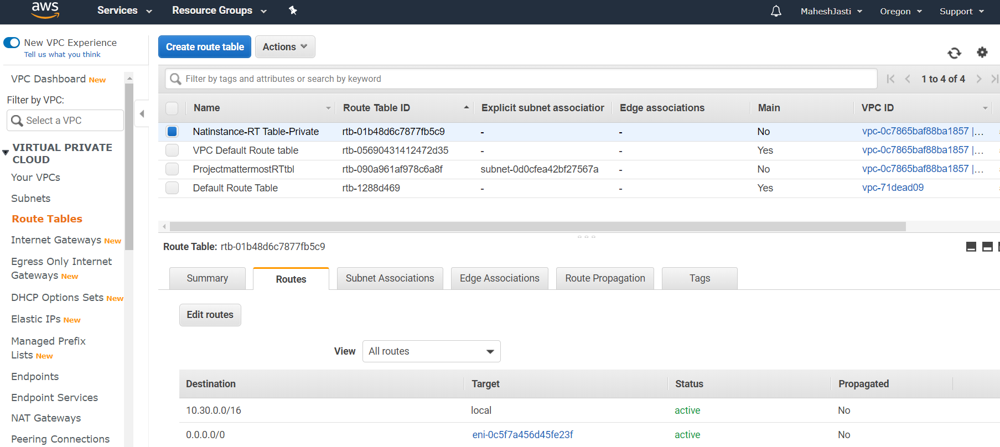 aws Services Resource Groups MaheshJasti Oregon Support
New VPC Experience
Tell us what you think
VPC Dashboard New
Filter by VPC:
Select a VPC
VIRTUAL PRIVATE
CLOUD
Your VPCs
Subnets
Route Tables
Internet Gateways New
Egress Only Internet
Gateways New
DHCP Options Sets New
Elastic IPs New
Managed Prefix
Lists New
Endpoints
Endpoint Services
NAT Gateways
Peering Connections
Create route table Actions
Filter by tags and attributes or search by keyword 1 to 4 of 4
Name Route Table ID Explicit subnet association Edge associations Main VPC ID
Natinstance-RT Table-Private rtb-01b48d6c7877fb5c9 - - No vpc-0c7865baf88ba1857 |...
VPC Default Route table rtb-05690431412472d35 - - Yes vpc-0c7865baf88ba1857 |...
ProjectmattermostRTtbl rtb-090a961af978c6a8f subnet-0d0cfea42bf27567a - No vpc-0c7865baf88ba1857 |...
Default Route Table rtb-1288d469 - - Yes vpc-71dead09
Route Table: rtb-01b48d6c7877fb5c9
Summary Routes Subnet Associations Edge Associations Route Propagation Tags
Edit routes
View All routes
Destination Target Status Propagated
10.30.0.0/16 local active No
0.0.0.0/0 eni-0c5f7a456d45fe23f active No